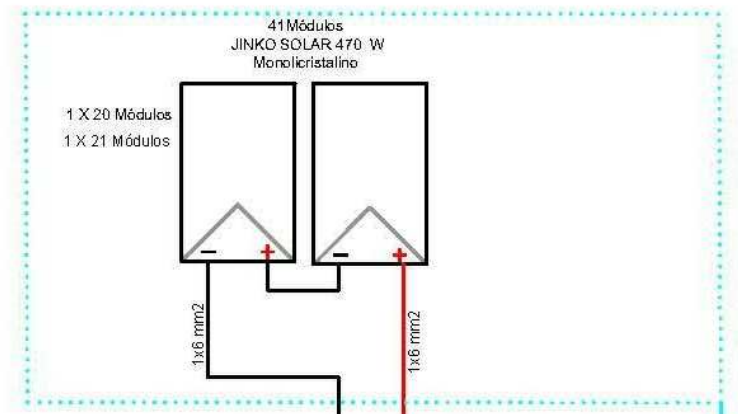 41 Módulos
JINKO SOLAR 470 W
Monolicristalino
1 X 20 Módulos
1 X 21 Módulos
- + - +
1x6 mm2
1x6 mm2